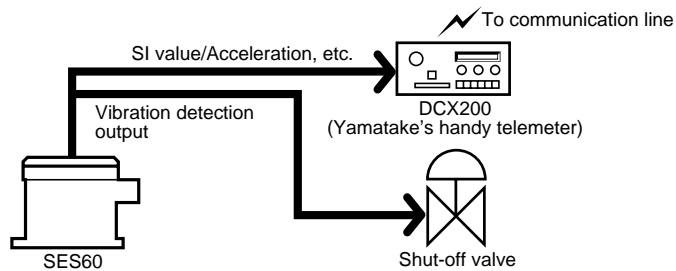 To communication line
SI value/Acceleration, etc.
DCX200
(Yamatake's handy telemeter)
Vibration detection
output
SES60
Shut-off valve